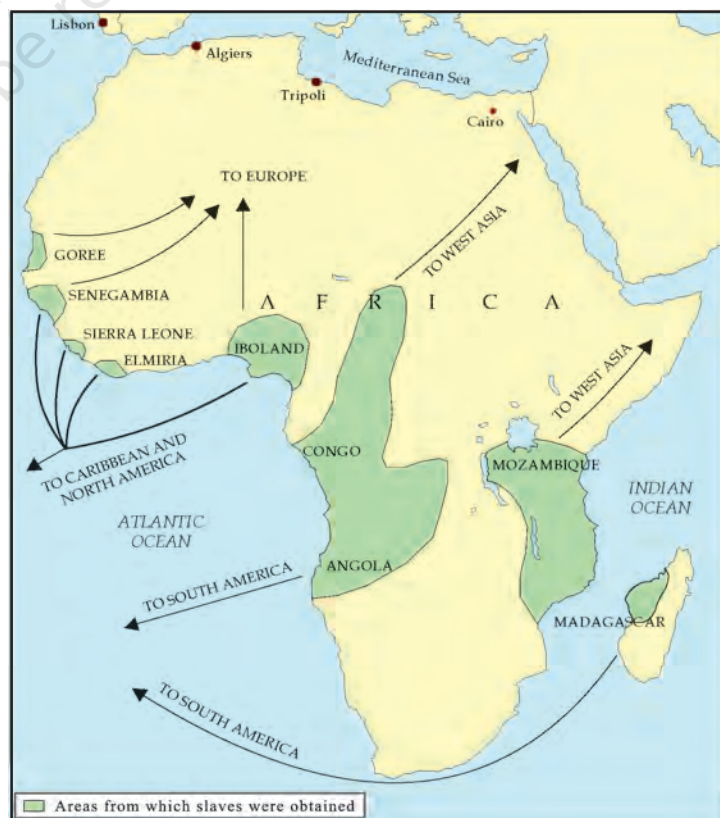 Lisbon
Algiers
Mediterranean Sea
Tripoli
Cairo
TO EUROPE
TO WEST ASIA
GOREE
SENEGAMBIA
A F R I C A
SIERRA LEONE
IBOLAND
ELMIRIA
TO WEST ASIA
CONGO
MOZAMBIQUE
TO CARIBBEAN AND
NORTH AMERICA
INDIAN
OCEAN
ATLANTIC
OCEAN
ANGOLA
TO SOUTH AMERICA
MADAGASCAR
TO SOUTH AMERICA
Areas from which slaves were obtained